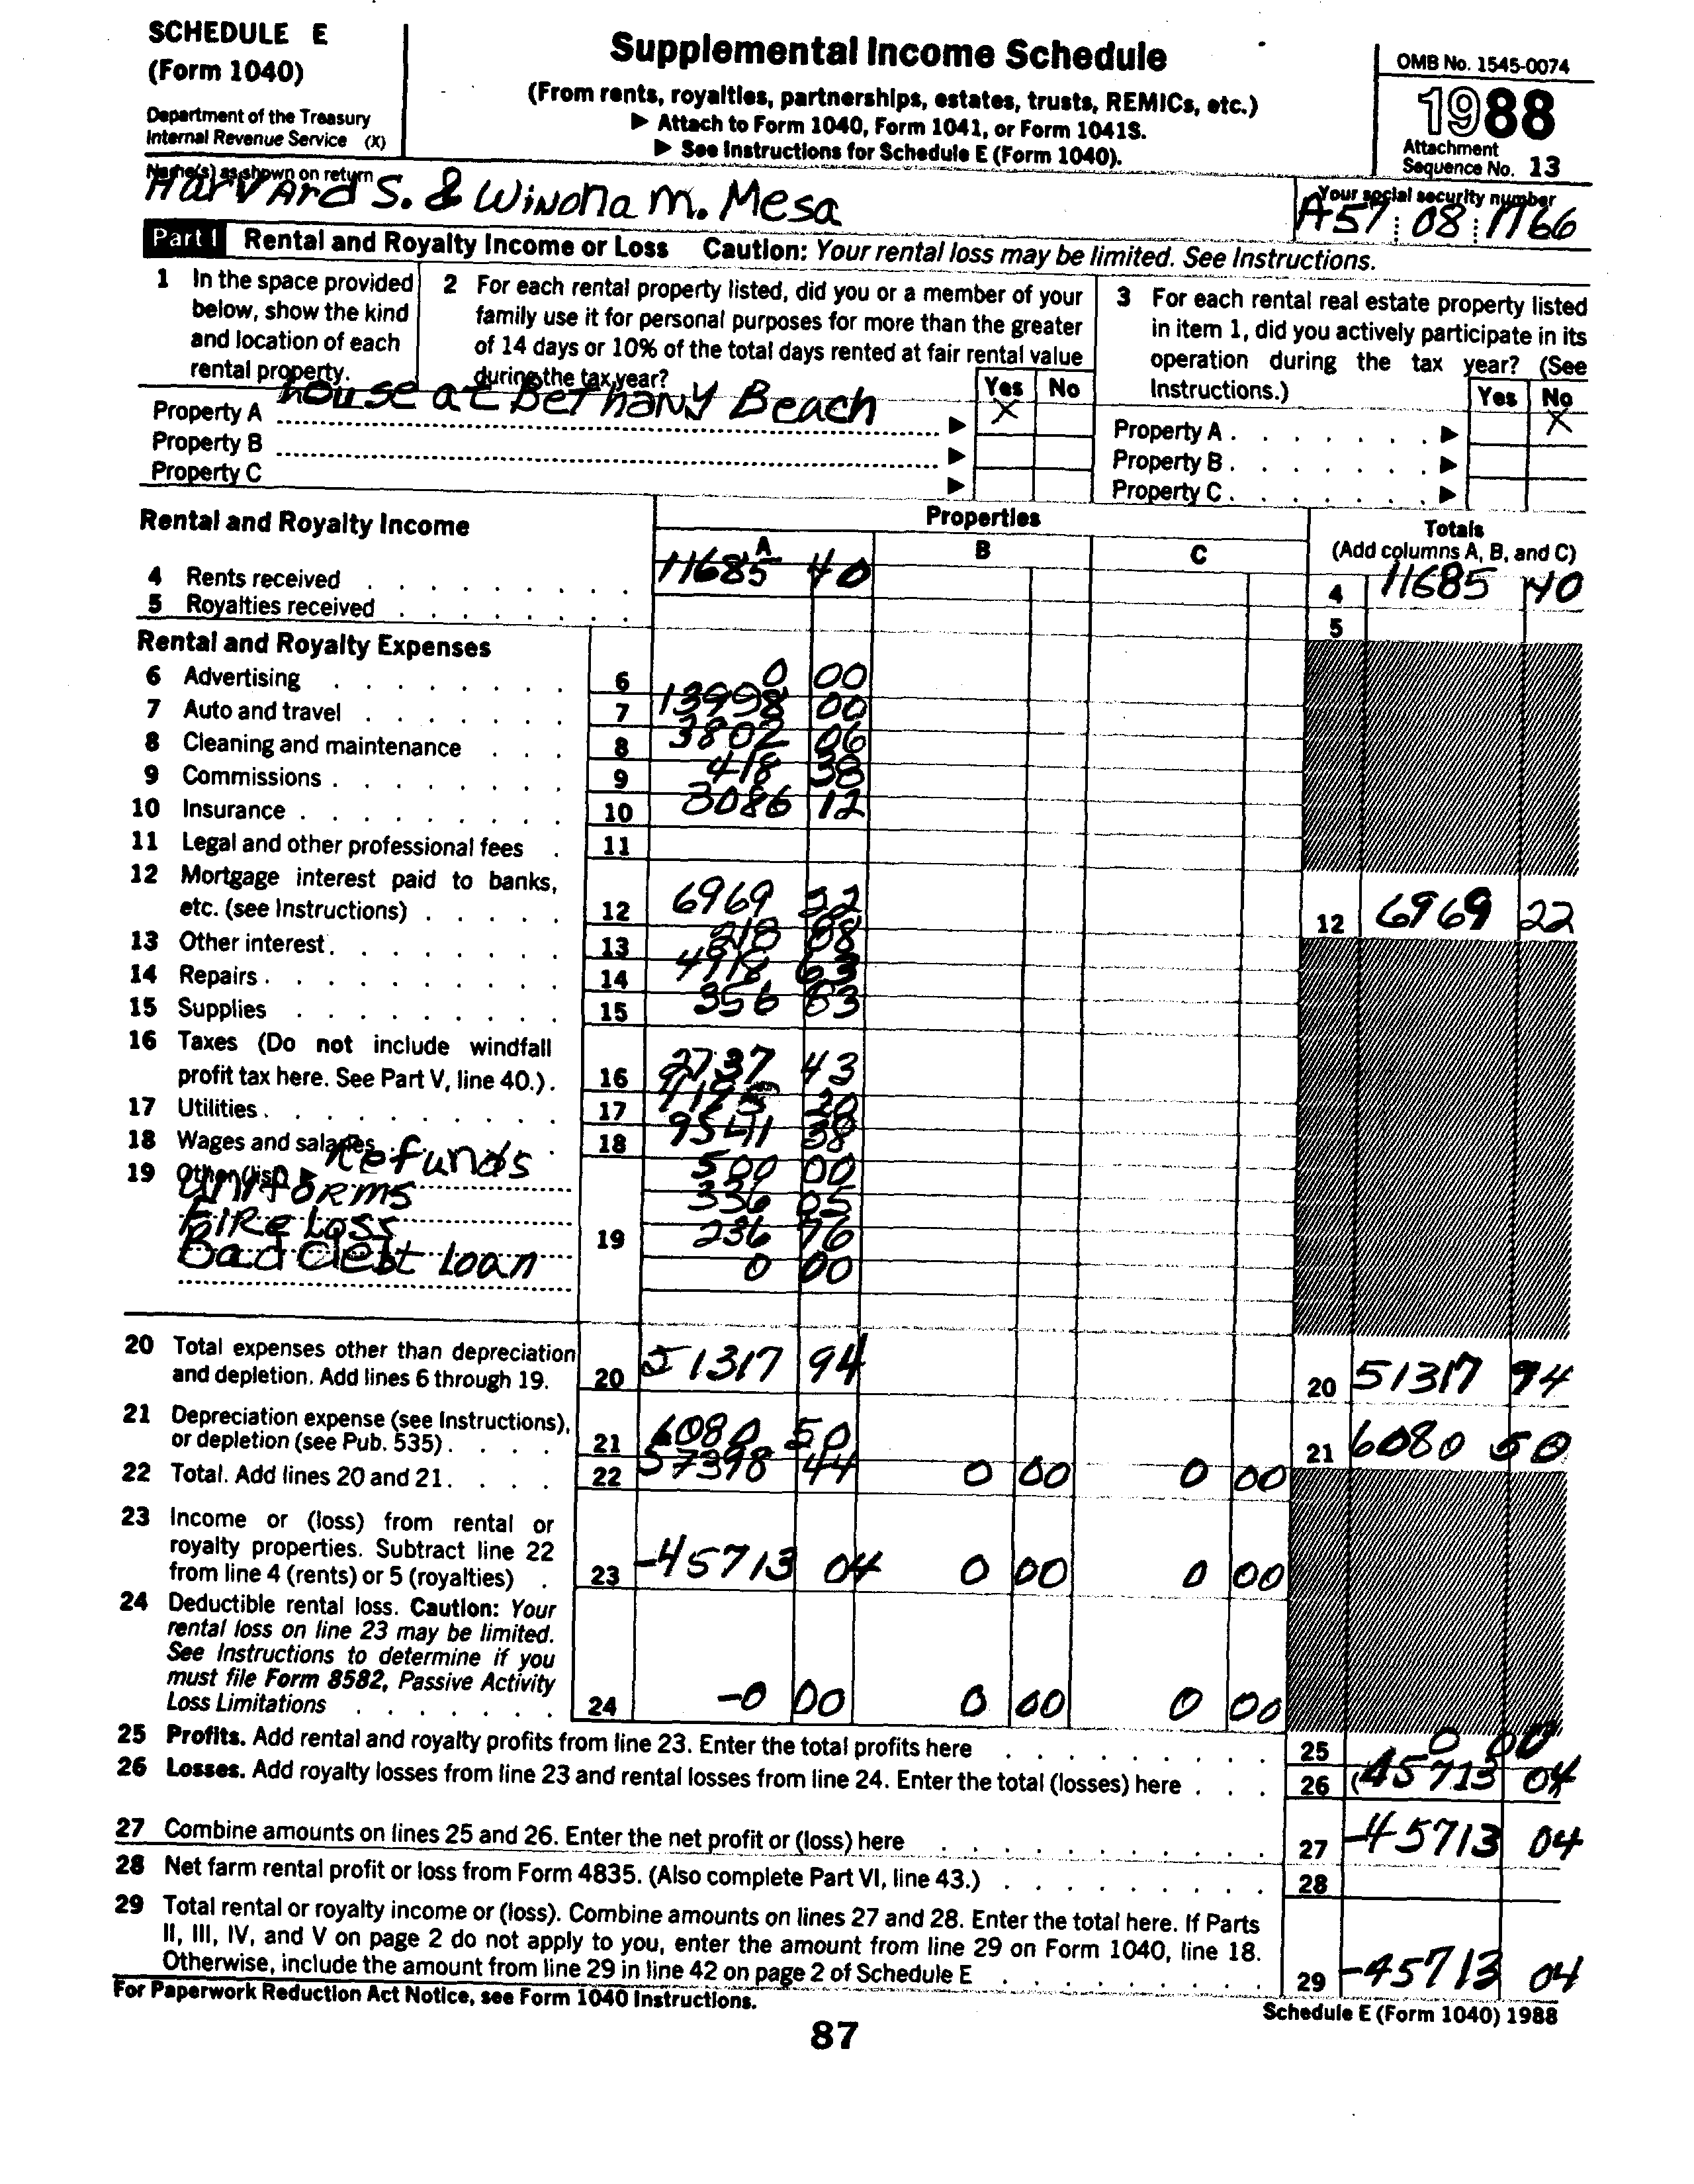 SCHEDULE E
(Form 1040)
Department of the Treasury
Internal Revenue Service (X)
Supplemental Income Schedule
(From rents, royalties, partnerships, estates, trusts, REMICs, etc.)
▶ Attach to Form 1040, Form 1041, or Form 1041S.
▶ See Instructions for Schedule E (Form 1040).
OMB No. 1545-0074
1988
Attachment
Sequence No. 13
Name(s) as shown on return
Harvard S. & Winona M. Mesa
Your social security number
A57 08 1166
Part I Rental and Royalty Income or Loss Caution: Your rental loss may be limited. See Instructions.
1 In the space provided below, show the kind and location of each rental property.
2 For each rental property listed, did you or a member of your family use it for personal purposes for more than the greater of 14 days or 10% of the total days rented at fair rental value during the tax year?
3 For each rental real estate property listed in item 1, did you actively participate in its operation during the tax year? (See Instructions.)
Yes No
Yes No
Property A house at Bethany Beach ▶ X
Property B ▶
Property C ▶
Property A . . . . . . . ▶ X
Property B . . . . . . . ▶
Property C . . . . . . . ▶
Rental and Royalty Income
Properties
A B C
Totals
(Add columns A, B, and C)
4 Rents received 11685 40 4 11685 40
5 Royalties received 5
Rental and Royalty Expenses
6 Advertising 6 0 00
7 Auto and travel 7 13998 00
8 Cleaning and maintenance 8 3802 06
9 Commissions 9 418 38
10 Insurance 10 3086 12
11 Legal and other professional fees 11
12 Mortgage interest paid to banks,
etc. (see Instructions) 12 6969 22 12 6969 22
13 Other interest 13 218 08
14 Repairs 14 4918 63
15 Supplies 15 356 83
16 Taxes (Do not include windfall
profit tax here. See Part V, line 40.) 16 2737 43
17 Utilities 17 20
18 Wages and salaries 18 9541 38
19 Other (list) ▶ Refunds 500 00
Uniforms 336 05
Fire Loss 19 236 76
Bad debt loan 0 00
20 Total expenses other than depreciation
and depletion. Add lines 6 through 19. 20 51317 94 20 51317 94
21 Depreciation expense (see Instructions),
or depletion (see Pub. 535) 21 6080 50 21 6080 50
22 Total. Add lines 20 and 21 22 57398 44 0 00 0 00
23 Income or (loss) from rental or
royalty properties. Subtract line 22
from line 4 (rents) or 5 (royalties) 23 -45713 04 0 00 0 00
24 Deductible rental loss. Caution: Your
rental loss on line 23 may be limited.
See Instructions to determine if you
must file Form 8582, Passive Activity
Loss Limitations 24 -0 00 0 00 0 00
25 Profits. Add rental and royalty profits from line 23. Enter the total profits here 25 0 00
26 Losses. Add royalty losses from line 23 and rental losses from line 24. Enter the total (losses) here 26 (45713 04
27 Combine amounts on lines 25 and 26. Enter the net profit or (loss) here 27 -45713 04
28 Net farm rental profit or loss from Form 4835. (Also complete Part VI, line 43.) 28
29 Total rental or royalty income or (loss). Combine amounts on lines 27 and 28. Enter the total here. If Parts
II, III, IV, and V on page 2 do not apply to you, enter the amount from line 29 on Form 1040, line 18.
Otherwise, include the amount from line 29 in line 42 on page 2 of Schedule E 29 -45713 04
For Paperwork Reduction Act Notice, see Form 1040 Instructions.
Schedule E (Form 1040) 1988
87